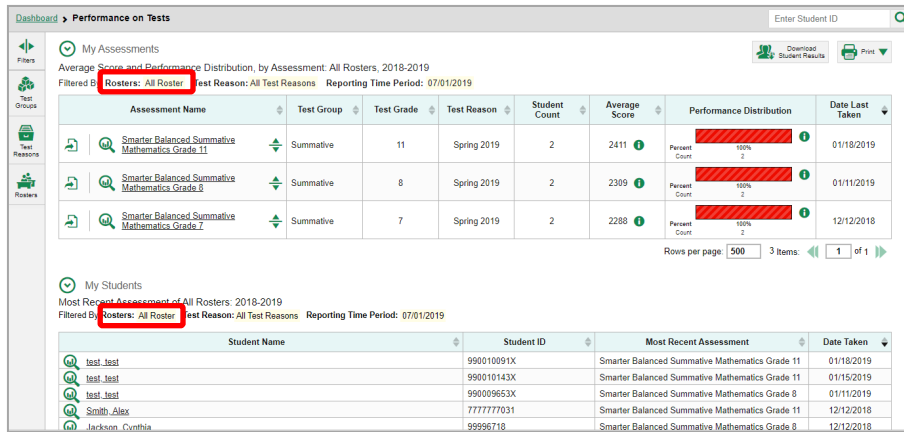 Dashboard > Performance on Tests
Enter Student ID
Filters
Test Groups
Test Reasons
Rosters
My Assessments
Download Student Results
Print
Average Score and Performance Distribution, by Assessment: All Rosters, 2018-2019
Filtered By Rosters: All Roster Test Reason: All Test Reasons Reporting Time Period: 07/01/2019
Assessment Name Test Group Test Grade Test Reason Student Count Average Score Performance Distribution Date Last Taken
Smarter Balanced Summative Mathematics Grade 11 Summative 11 Spring 2019 2 2411 Percent 100% Count 2 01/18/2019
Smarter Balanced Summative Mathematics Grade 8 Summative 8 Spring 2019 2 2309 Percent 100% Count 2 01/11/2019
Smarter Balanced Summative Mathematics Grade 7 Summative 7 Spring 2019 2 2288 Percent 100% Count 2 12/12/2018
Rows per page: 500 3 Items: 1 of 1
My Students
Most Recent Assessment of All Rosters: 2018-2019
Filtered By Rosters: All Roster Test Reason: All Test Reasons Reporting Time Period: 07/01/2019
Student Name Student ID Most Recent Assessment Date Taken
test, test 990010091X Smarter Balanced Summative Mathematics Grade 11 01/18/2019
test, test 990010143X Smarter Balanced Summative Mathematics Grade 11 01/15/2019
test, test 990009653X Smarter Balanced Summative Mathematics Grade 8 01/11/2019
Smith, Alex 7777777031 Smarter Balanced Summative Mathematics Grade 11 12/12/2018
Jackson, Cynthia 99996718 Smarter Balanced Summative Mathematics Grade 8 12/12/2018